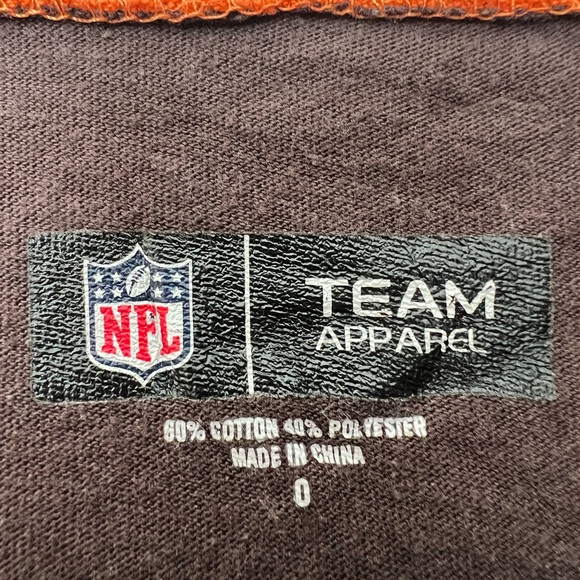 NFL
TEAM
APPAREL
60% COTTON 40% POLYESTER
MADE IN CHINA
0